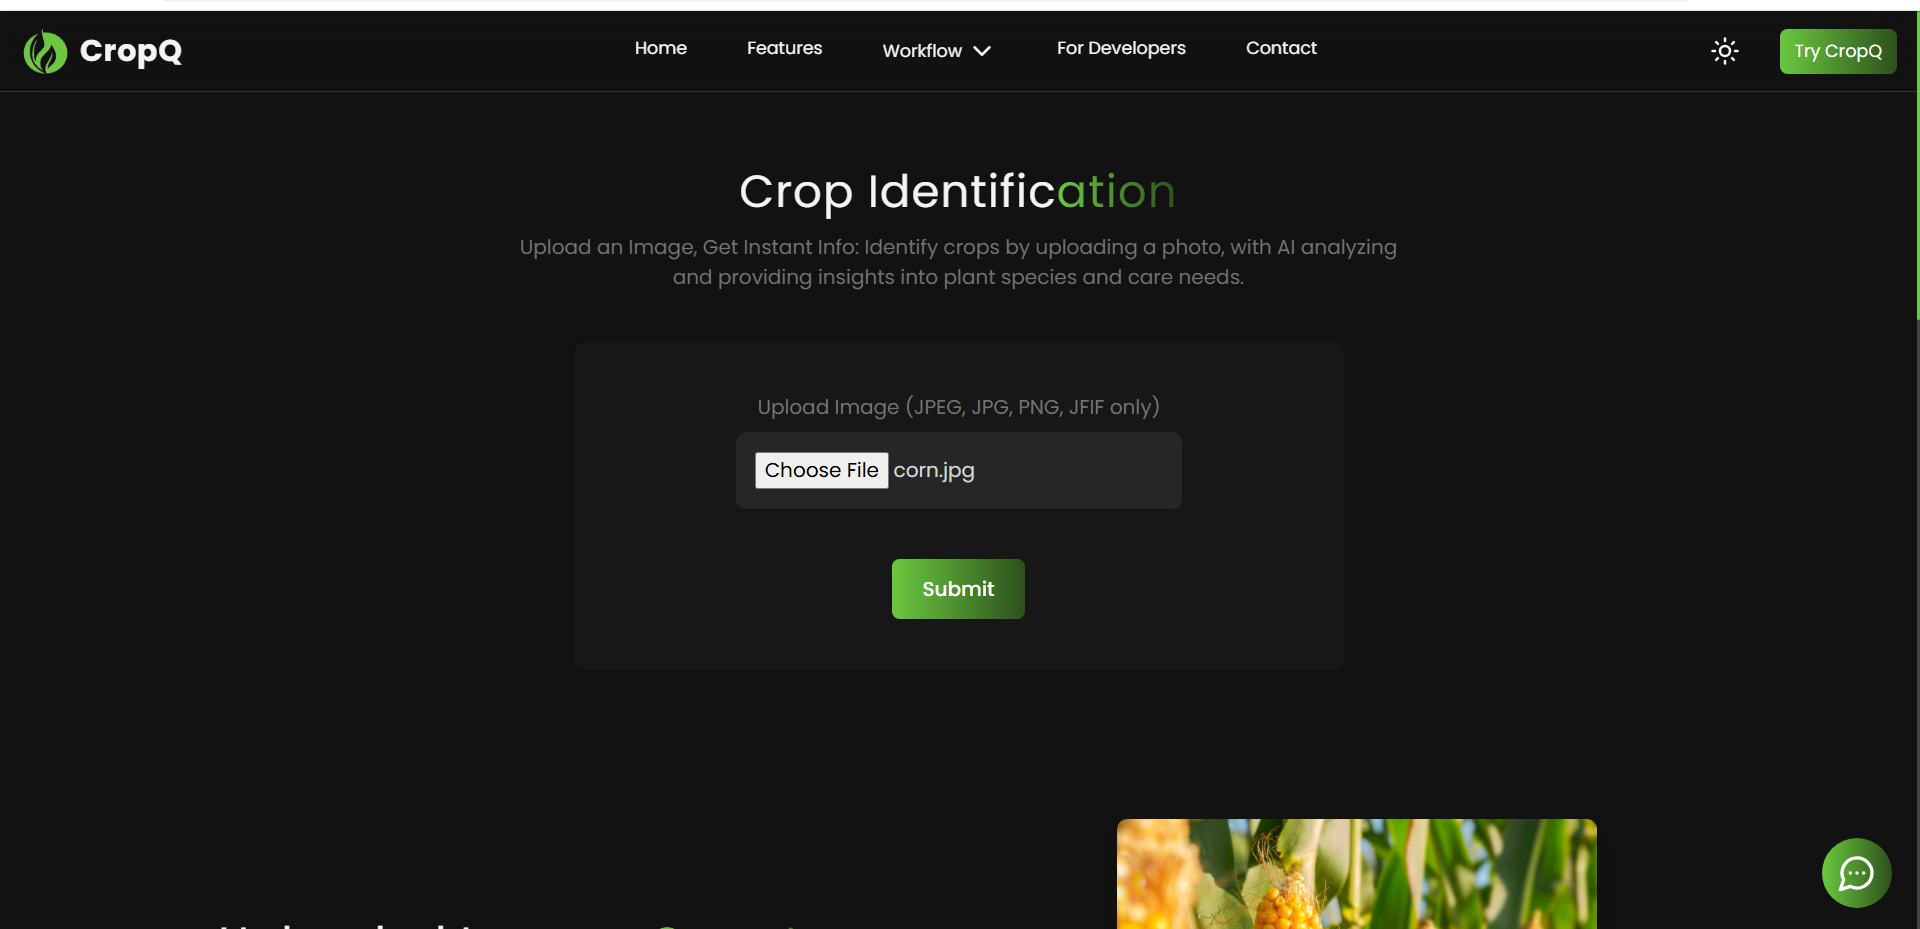 CropQ
Home
Features
Workflow
For Developers
Contact
Try CropQ
Crop Identification
Upload an Image, Get Instant Info: Identify crops by uploading a photo, with AI analyzing
and providing insights into plant species and care needs.
Upload Image (JPEG, JPG, PNG, JFIF only)
Choose File corn.jpg
Submit